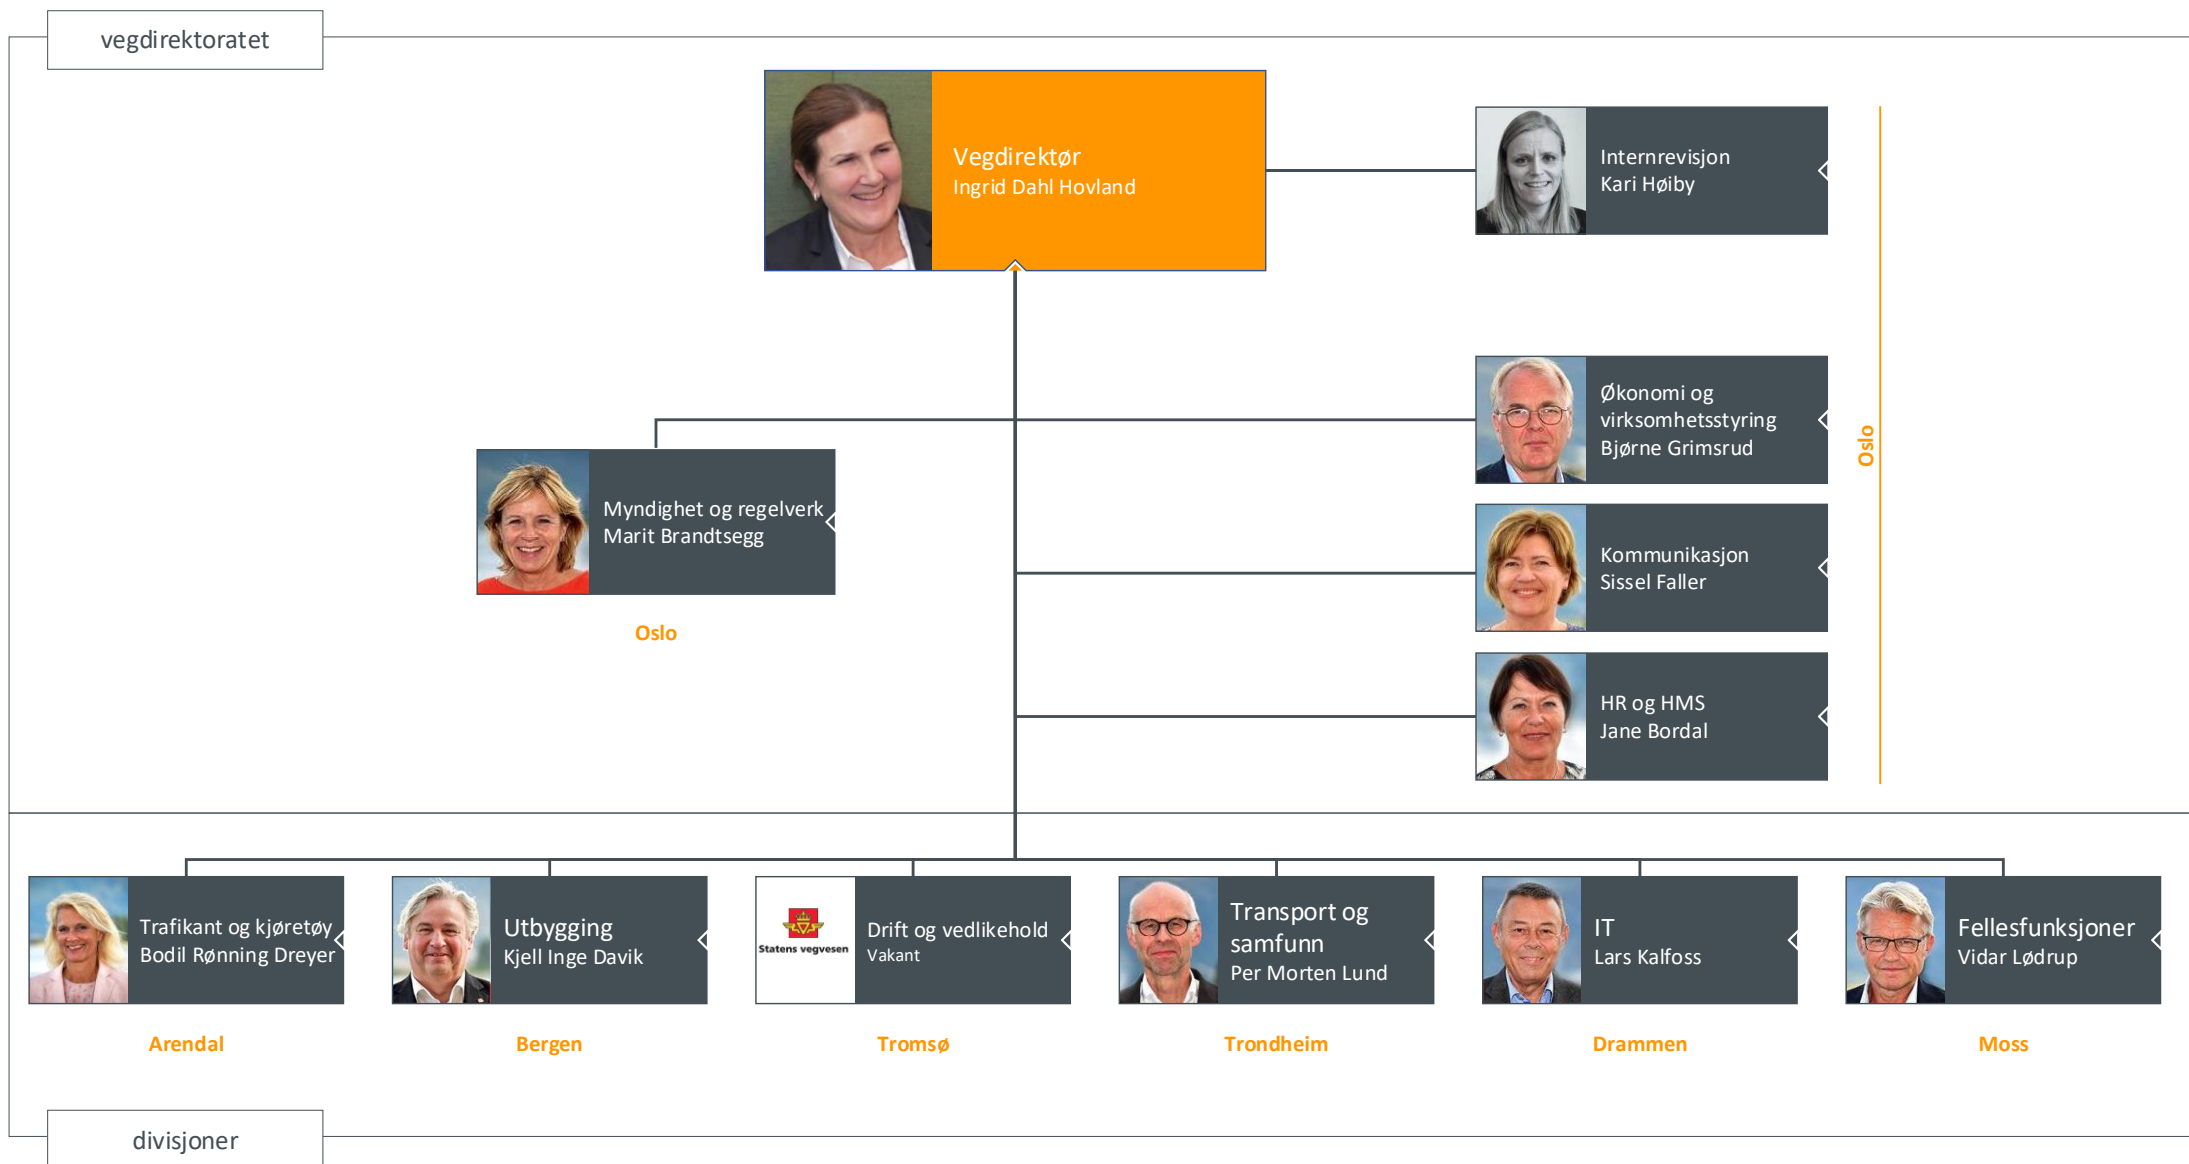 vegdirektoratet
Vegdirektør
Ingrid Dahl Hovland
Internrevisjon
Kari Høiby
Økonomi og
virksomhetsstyring
Bjørne Grimsrud
Oslo
Myndighet og regelverk
Marit Brandtsegg
Oslo
Kommunikasjon
Sissel Faller
HR og HMS
Jane Bordal
Trafikant og kjøretøy
Bodil Rønning Dreyer
Arendal
Utbygging
Kjell Inge Davik
Bergen
Statens vegvesen
Drift og vedlikehold
Vakant
Tromsø
Transport og
samfunn
Per Morten Lund
Trondheim
IT
Lars Kalfoss
Drammen
Fellesfunksjoner
Vidar Lødrup
Moss
divisjoner